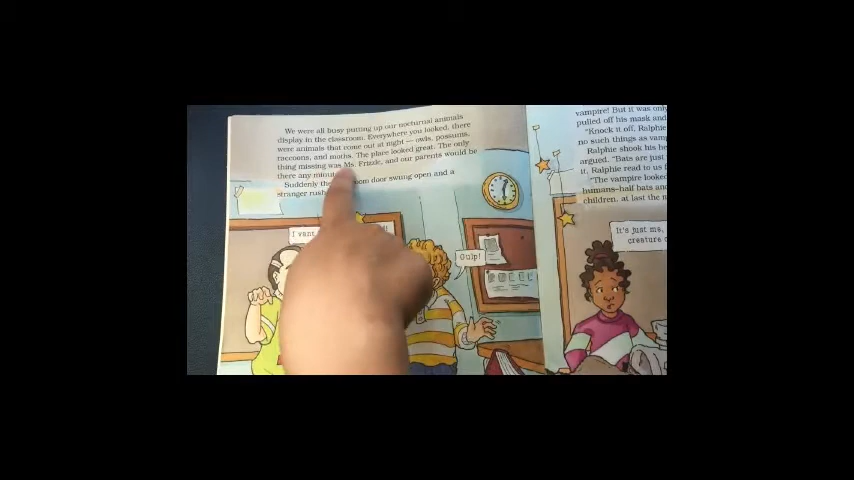 We were all busy putting up our nocturnal animals
display in the classroom. Everywhere you looked, there
were animals that come out at night — owls, possums,
raccoons, and moths. The place looked great. The only
thing missing was Ms. Frizzle, and our parents would be
there any
Suddenly the door swung open and a
stranger
I
Gulp!
vampire! But it was only
pulled off his mask and
"Knock it off, Ralphie
no such things as
Ralphie shook his
argued. "Bats are just
it, Ralphie read to us
"The vampire looked
humans–half bats and
children, at last the
It's just me,
creature